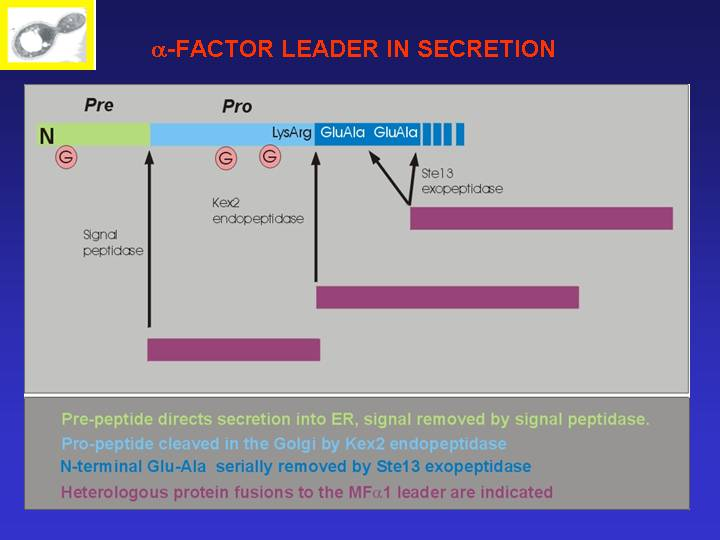 α-FACTOR LEADER IN SECRETION
Pre
Pro
N
LysArg
GluAla
GluAla
G
G
G
Ste13
exopeptidase
Kex2
endopeptidase
Signal
peptidase
Pre-peptide directs secretion into ER, signal removed by signal peptidase.
Pro-peptide cleaved in the Golgi by Kex2 endopeptidase
N-terminal Glu-Ala serially removed by Ste13 exopeptidase
Heterologous protein fusions to the MFα1 leader are indicated